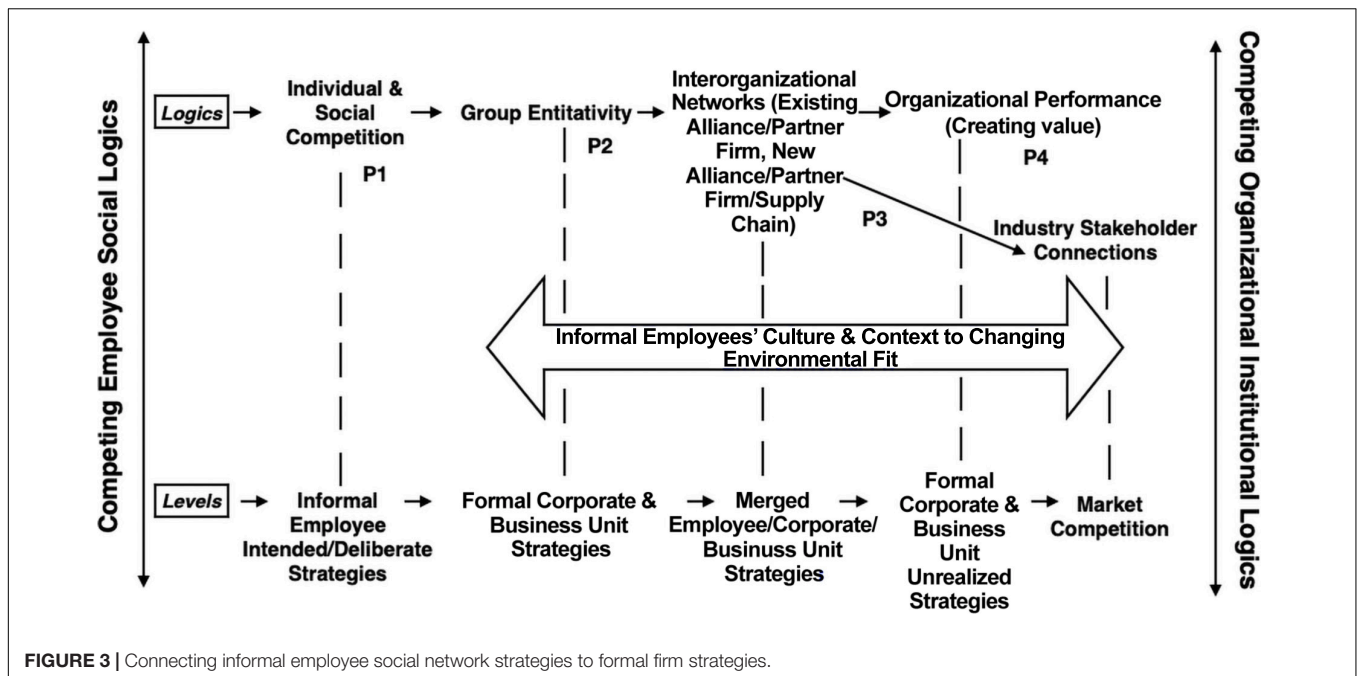 Competing Employee Social Logics
Logics
Individual &
Social
Competition
P1
Group Entitativity
P2
Interorganizational
Networks (Existing
Alliance/Partner
Firm, New
Alliance/Partner
Firm/Supply
Chain)
P3
Organizational Performance
(Creating value)
P4
Industry Stakeholder
Connections
Informal Employees’ Culture & Context to Changing
Environmental Fit
Levels
Informal
Employee
Intended/Deliberate
Strategies
Formal Corporate &
Business Unit
Strategies
Merged
Employee/Corporate/
Businuss Unit
Strategies
Formal
Corporate &
Business
Unit
Unrealized
Strategies
Market
Competition
Competing Organizational Institutional Logics
FIGURE 3 | Connecting informal employee social network strategies to formal firm strategies.